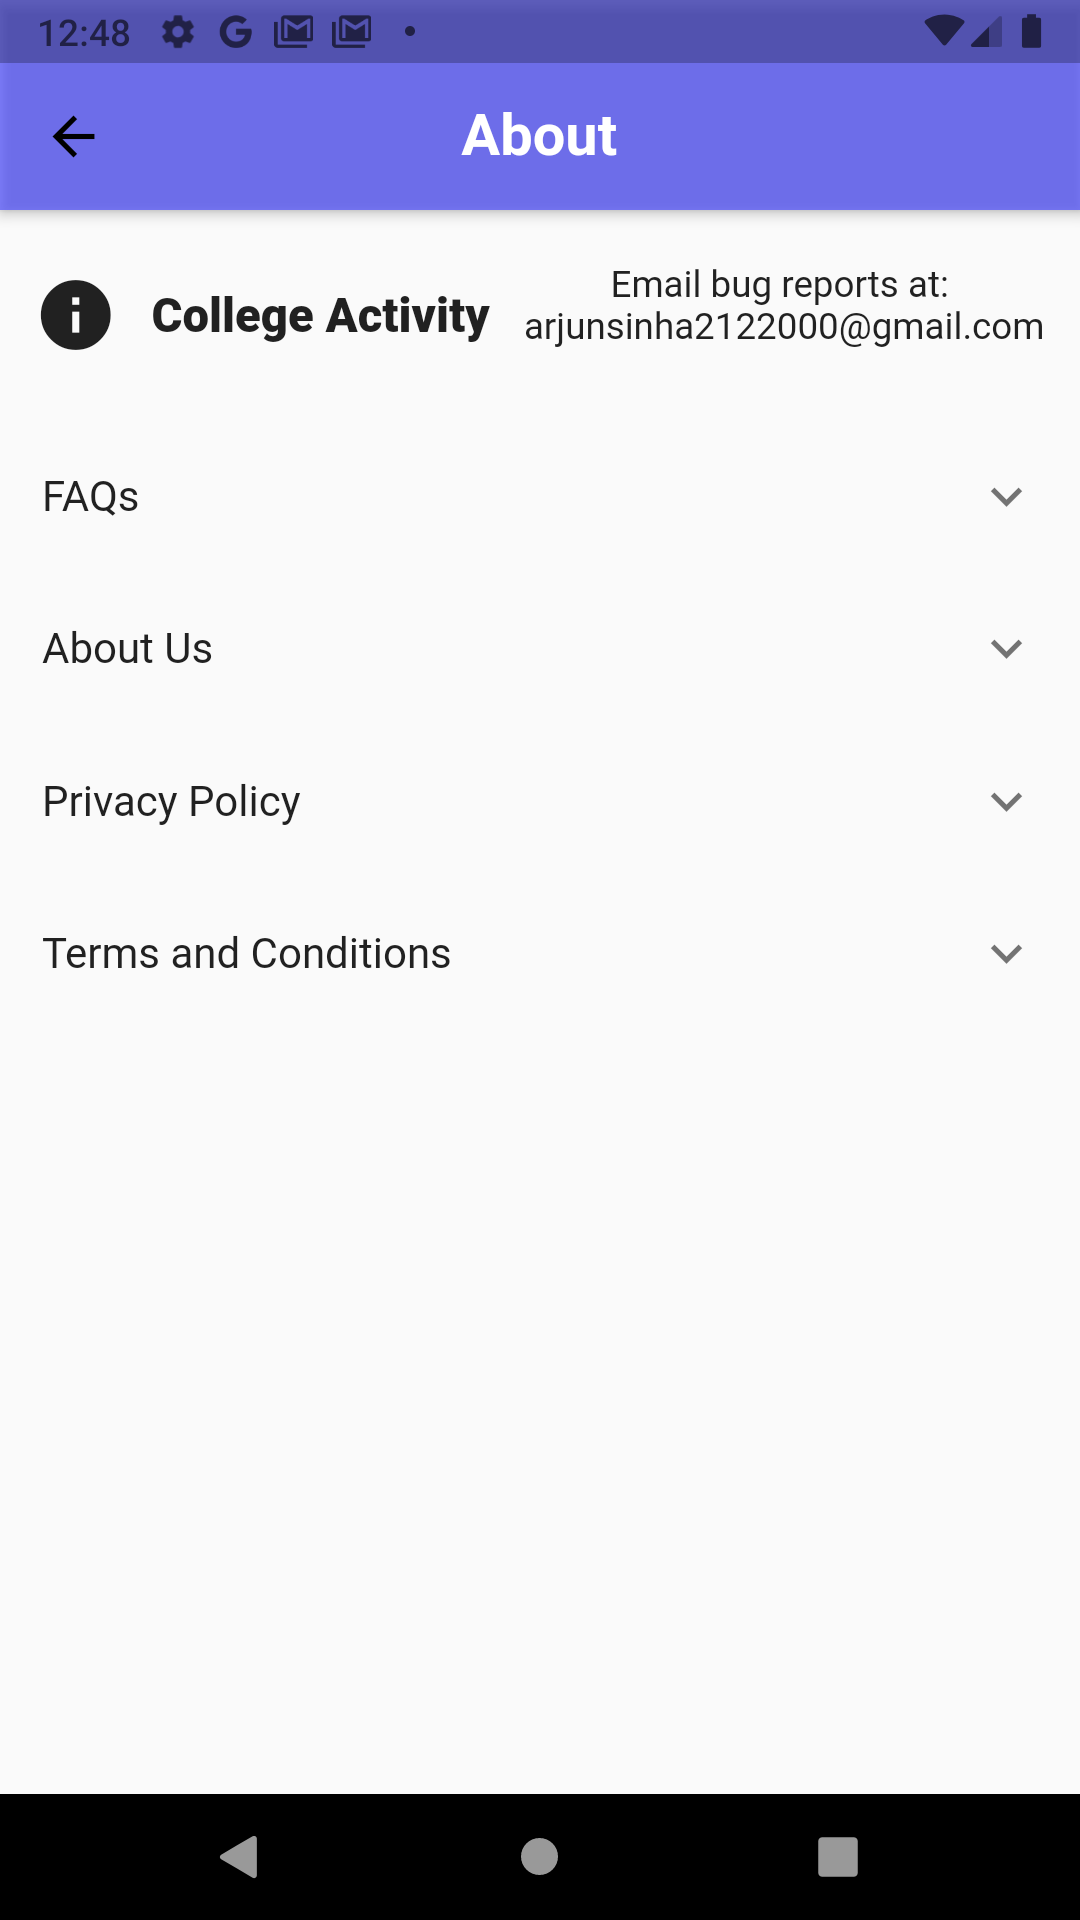 12:48
About
College Activity
Email bug reports at:
arjunsinha2122000@gmail.com
FAQs
About Us
Privacy Policy
Terms and Conditions